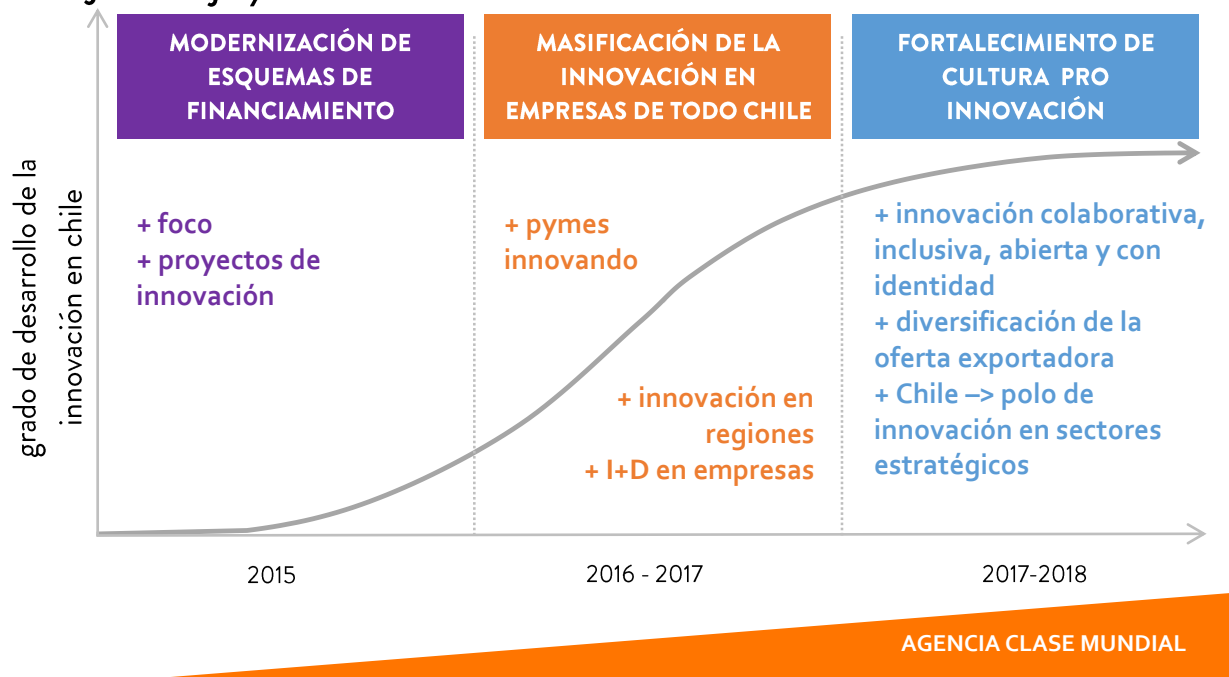 MODERNIZACIÓN DE
ESQUEMAS DE
FINANCIAMIENTO
MASIFICACIÓN DE LA
INNOVACIÓN EN
EMPRESAS DE TODO CHILE
FORTALECIMIENTO DE
CULTURA PRO
INNOVACIÓN
grado de desarrollo de la
innovación en chile
+ foco
+ proyectos de
innovación
+ pymes
innovando
+ innovación en
regiones
+ I+D en empresas
+ innovación colaborativa,
inclusiva, abierta y con
identidad
+ diversificación de la
oferta exportadora
+ Chile –> polo de
innovación en sectores
estratégicos
2015
2016 - 2017
2017-2018
AGENCIA CLASE MUNDIAL